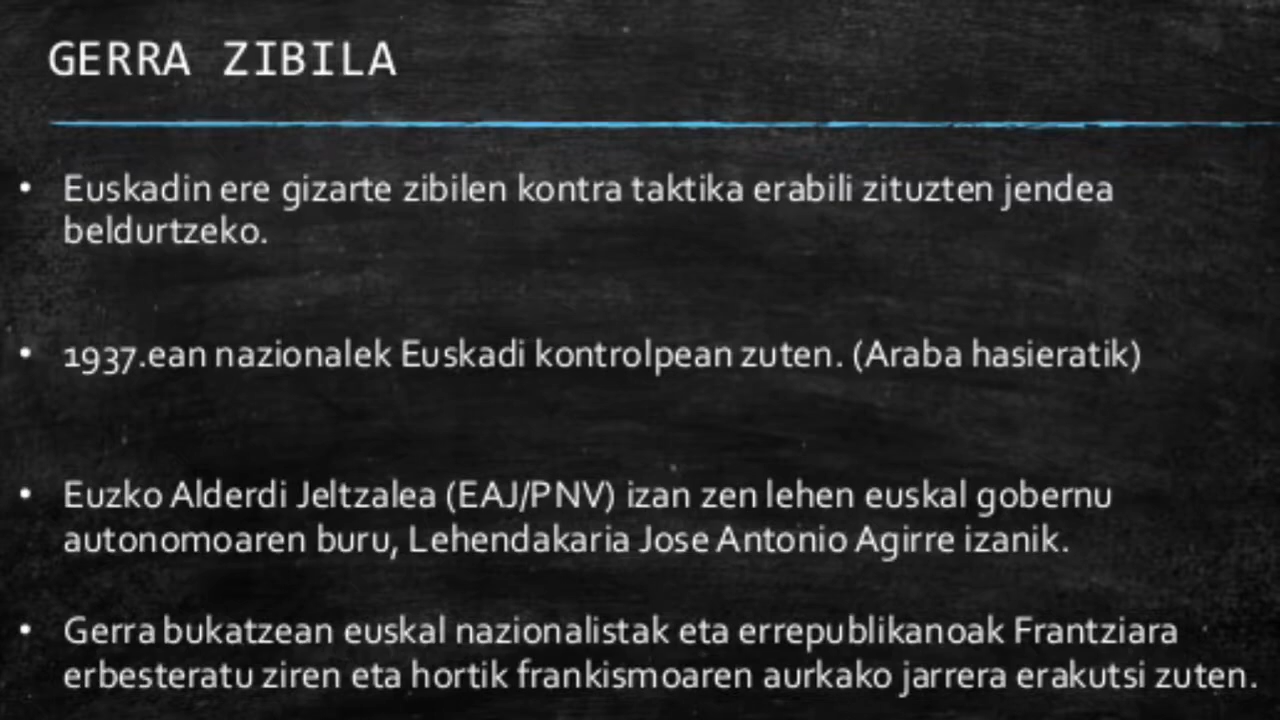 GERRA ZIBILA
• Euskadin ere gizarte zibilen kontra taktika erabili zituzten jendea
beldurtzeko.
• 1937.ean nazionalek Euskadi kontrolpean zuten. (Araba hasieratik)
• Euzko Alderdi Jeltzalea (EAJ/PNV) izan zen lehen euskal gobernu
autonomoaren buru, Lehendakaria Jose Antonio Agirre izanik.
• Gerra bukatzean euskal nazionalistak eta errepublikanoak Frantziara
erbesteratu ziren eta hortik frankismoaren aurkako jarrera erakutsi zuten.